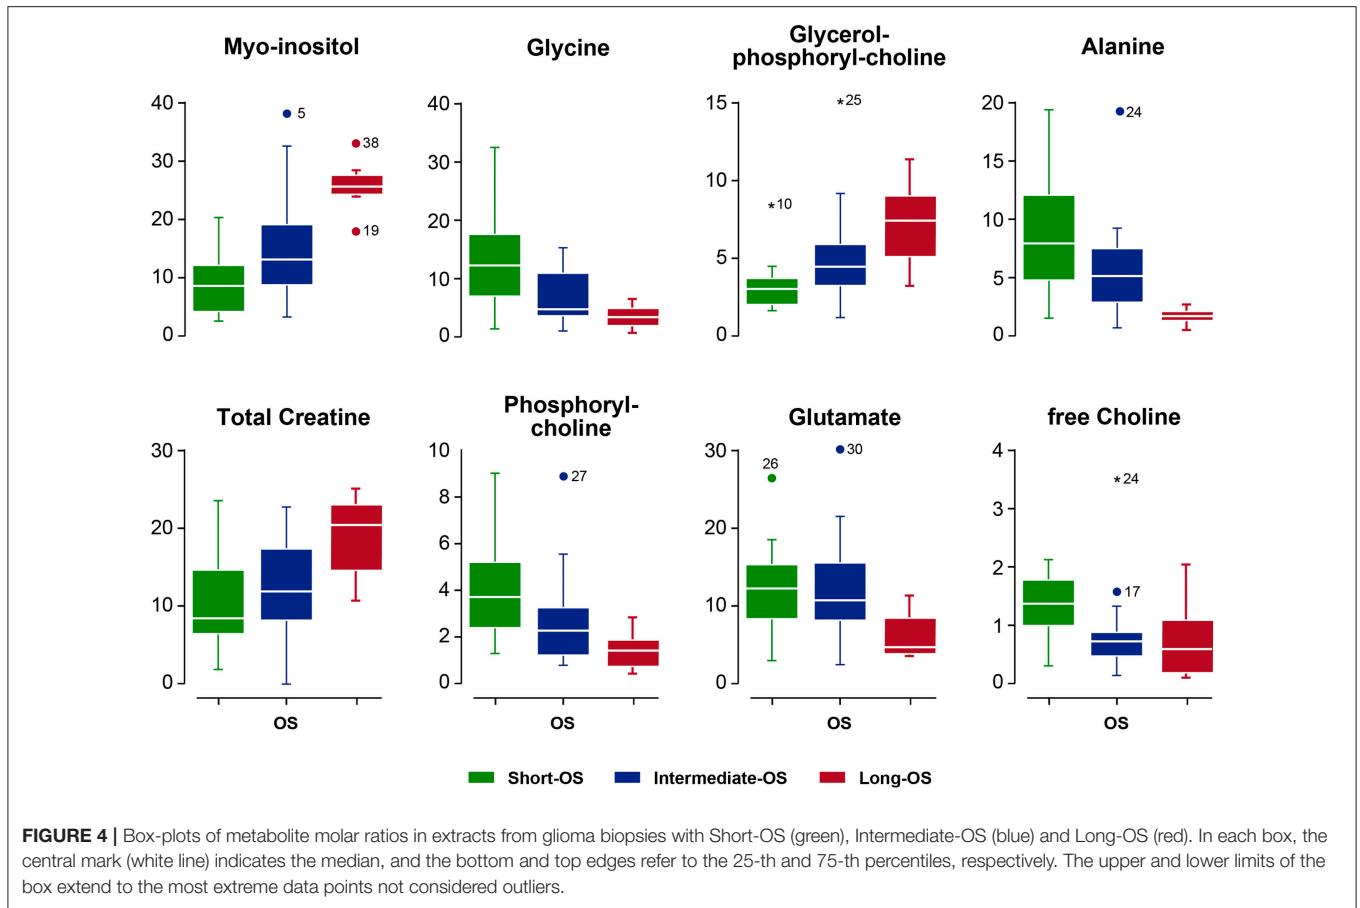 Myo-inositol
Glycine
Glycerol-
phosphoryl-choline
Alanine
40
30
20
10
0
5
38
19
40
30
20
10
0
15
10
5
0
*10
*25
20
15
10
5
0
24
Total Creatine
Phosphoryl-
choline
Glutamate
free Choline
30
20
10
0
OS
10
8
6
4
2
0
27
OS
30
20
10
0
26
30
OS
4
3
2
1
0
*24
17
OS
Short-OS Intermediate-OS Long-OS
FIGURE 4 | Box-plots of metabolite molar ratios in extracts from glioma biopsies with Short-OS (green), Intermediate-OS (blue) and Long-OS (red). In each box, the
central mark (white line) indicates the median, and the bottom and top edges refer to the 25-th and 75-th percentiles, respectively. The upper and lower limits of the
box extend to the most extreme data points not considered outliers.